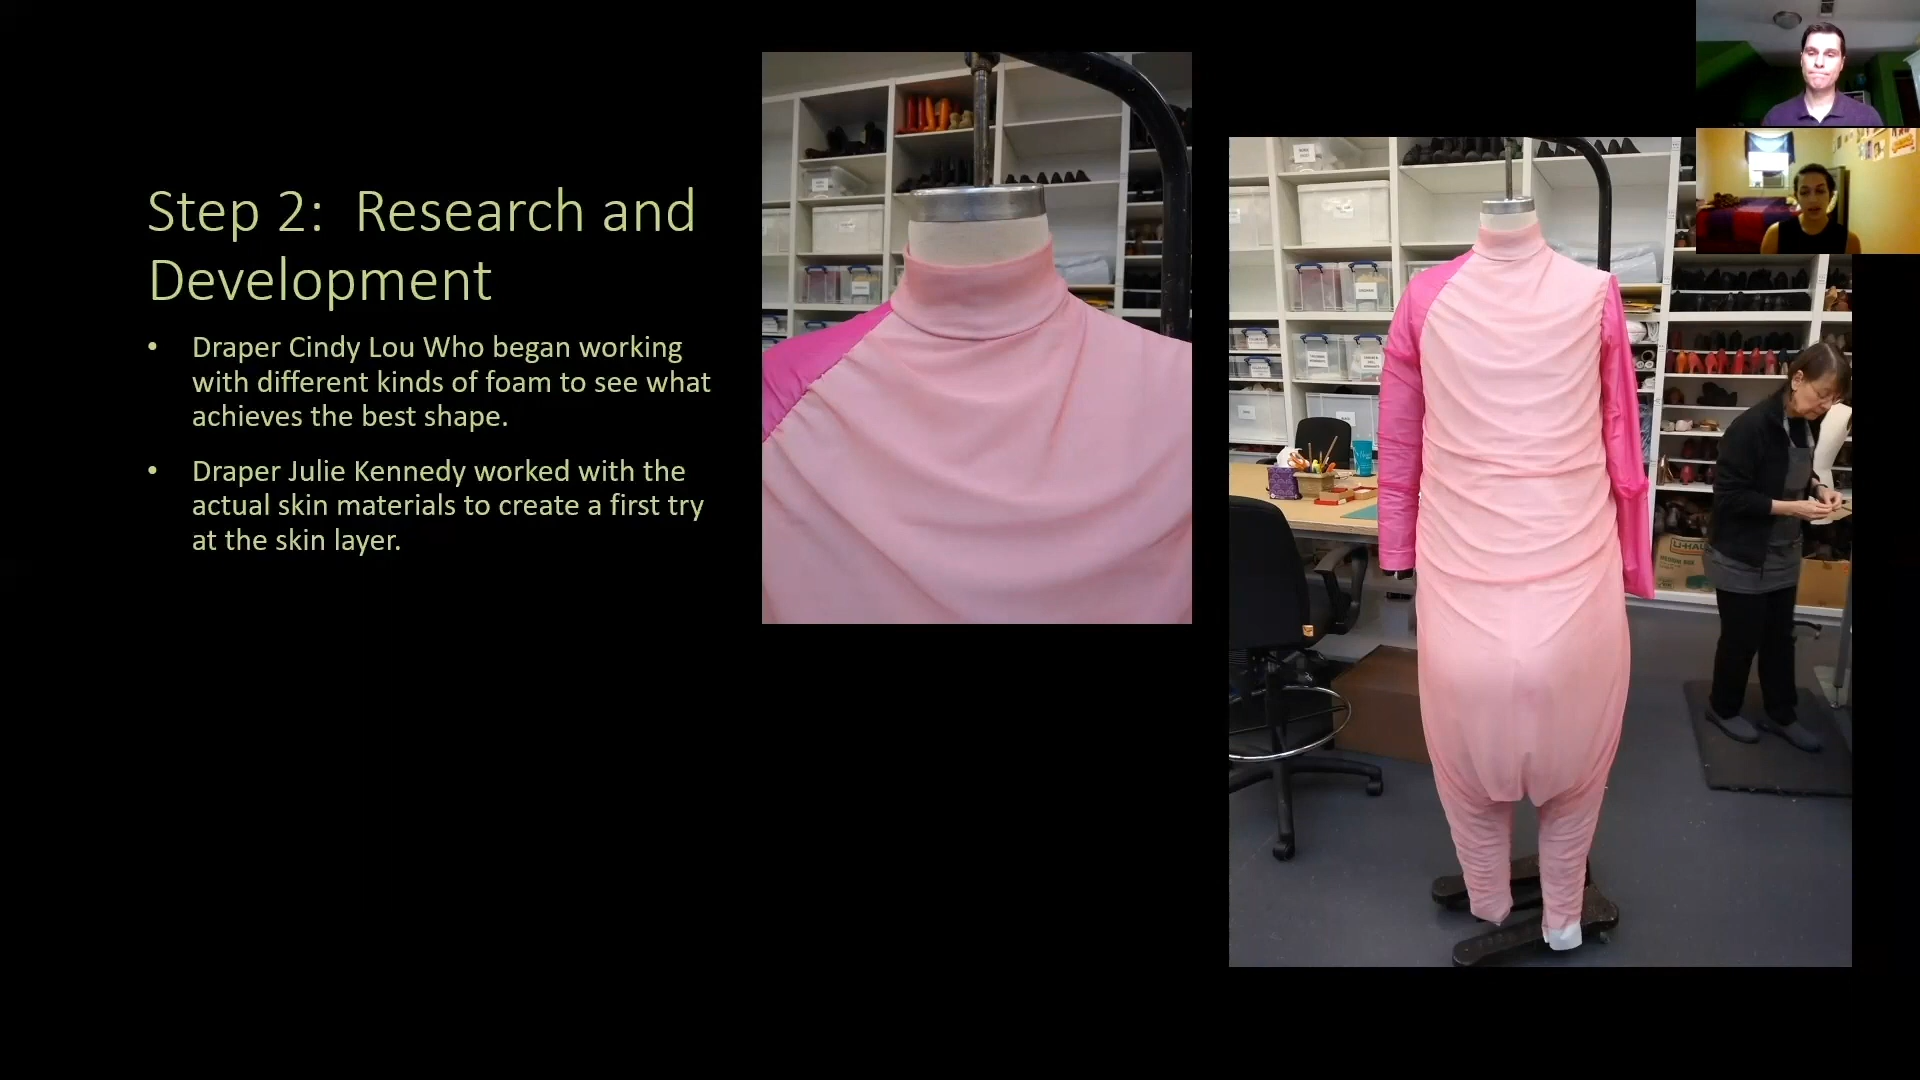 Step 2:  Research and
Development
• Draper Cindy Lou Who began working
with different kinds of foam to see what
achieves the best shape.
• Draper Julie Kennedy worked with the
actual skin materials to create a first try
at the skin layer.
U-HAUL